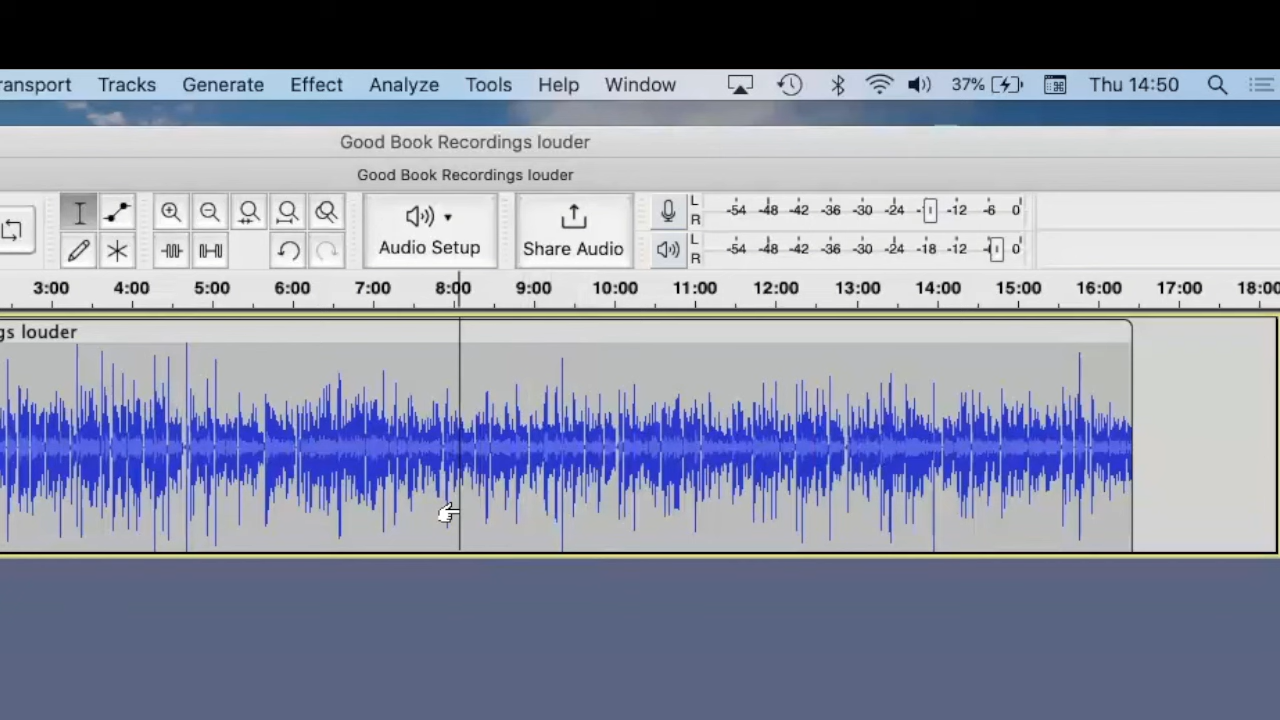 ransport Tracks Generate Effect Analyze Tools Help Window 37% Thu 14:50
Good Book Recordings louder
Good Book Recordings louder
Audio Setup
Share Audio
L
R
-54 -48 -42 -36 -30 -24 -12 -6 0
L
R
-54 -48 -42 -36 -30 -24 -18 -12 0
3:00 4:00 5:00 6:00 7:00 8:00 9:00 10:00 11:00 12:00 13:00 14:00 15:00 16:00 17:00 18:00
gs louder